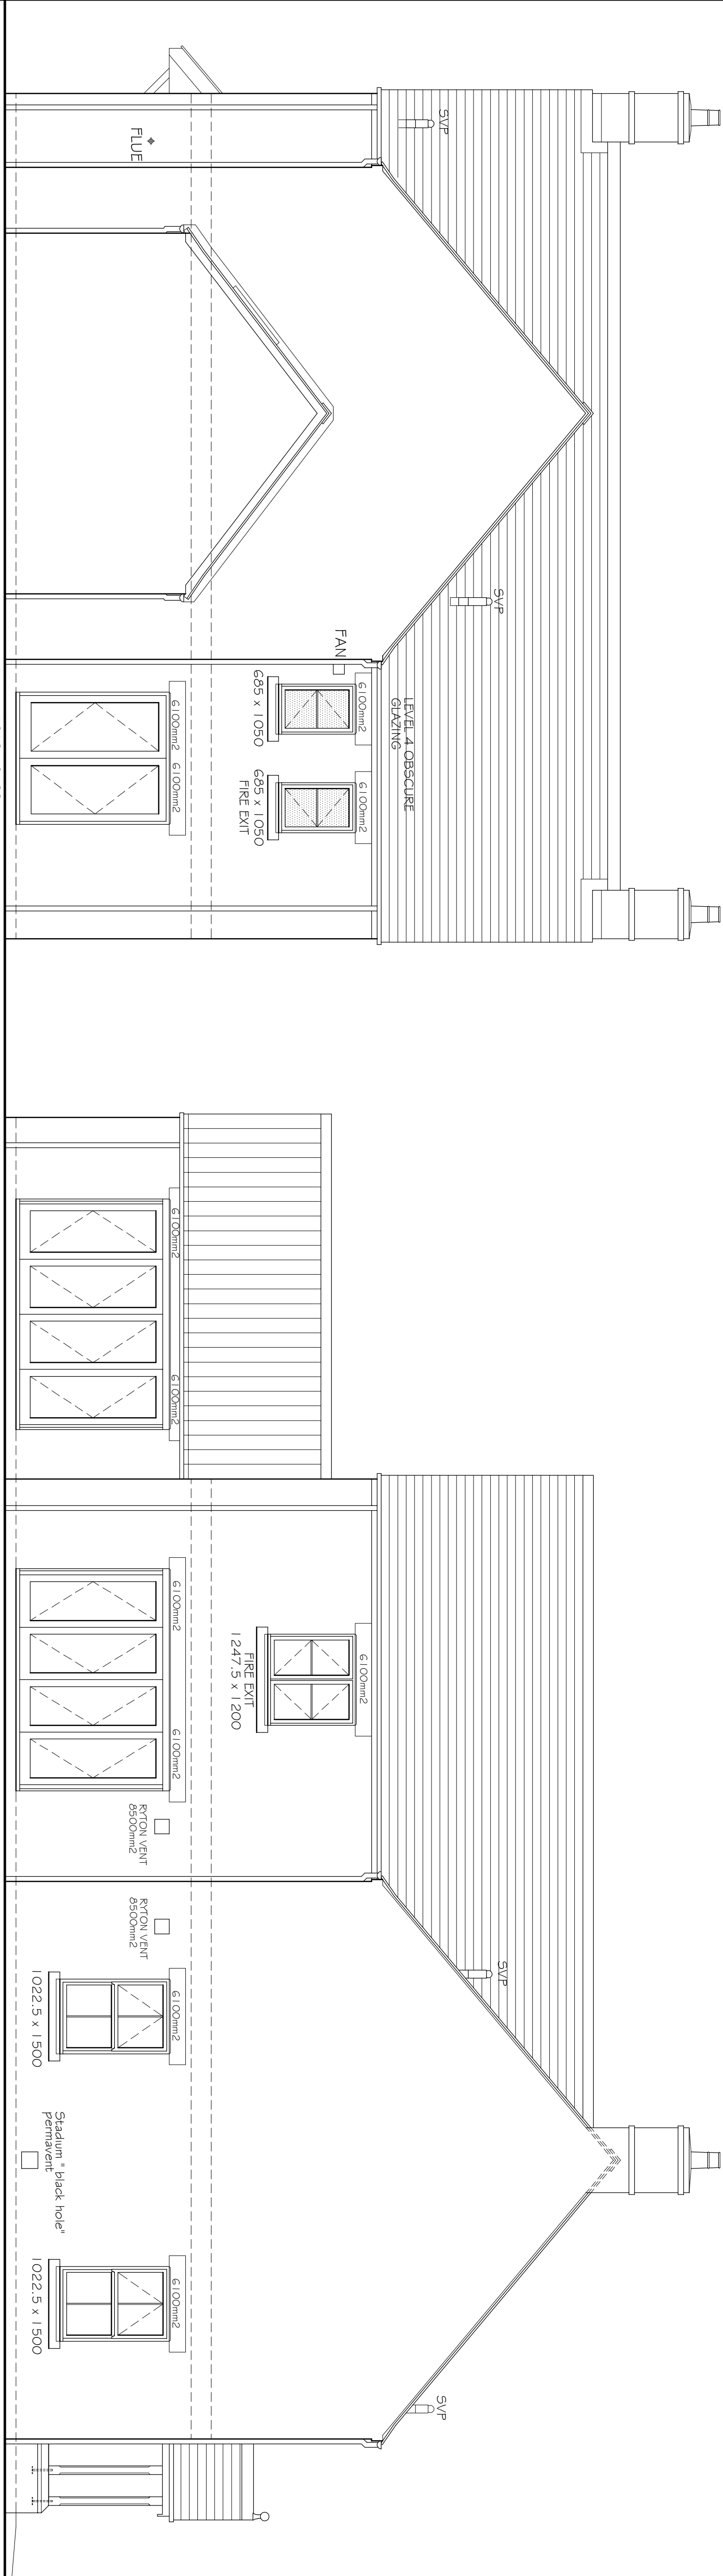 SVP
FLUE
SVP
FAN
LEVEL 4 OBSCURE
GLAZING
6100mm2
685 x 1050
6100mm2
685 x 1050
FIRE EXIT
6100mm2
6100mm2
6100mm2
6100mm2
6100mm2
FIRE EXIT
1247.5 x 1200
6100mm2
6100mm2
RYTON VENT
8500mm2
RYTON VENT
8500mm2
SVP
6100mm2
1022.5 x 1500
Stadium " black hole"
permavent
6100mm2
1022.5 x 1500
SVP